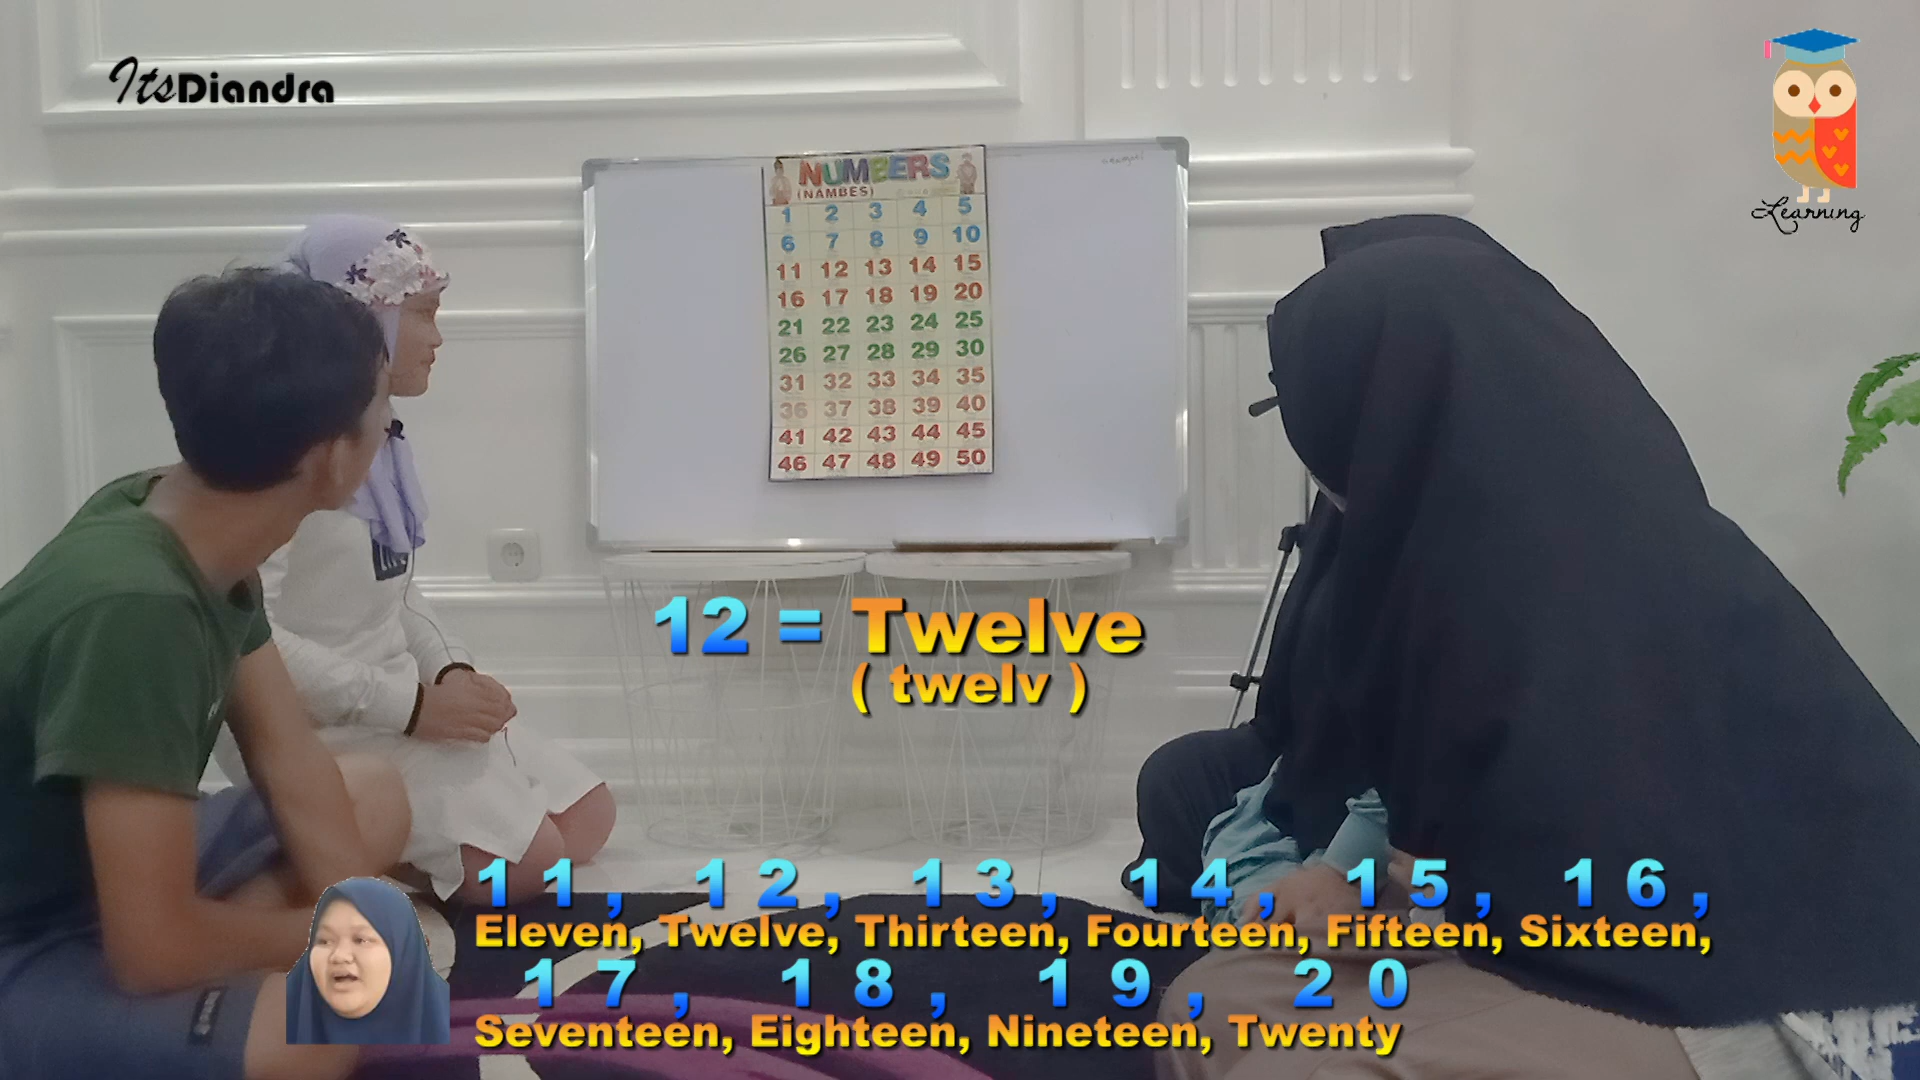 ItsDiandra
Learning
NUMBERS
(NAMBES)
1 2 3 4 5
6 7 8 9 10
11 12 13 14 15
16 17 18 19 20
21 22 23 24 25
26 27 28 29 30
31 32 33 34 35
36 37 38 39 40
41 42 43 44 45
46 47 48 49 50
12 = Twelve
( twelv )
11, 12, 13, 14, 15, 16,
Eleven, Twelve, Thirteen, Fourteen, Fifteen, Sixteen,
17, 18, 19, 20
Seventeen, Eighteen, Nineteen, Twenty